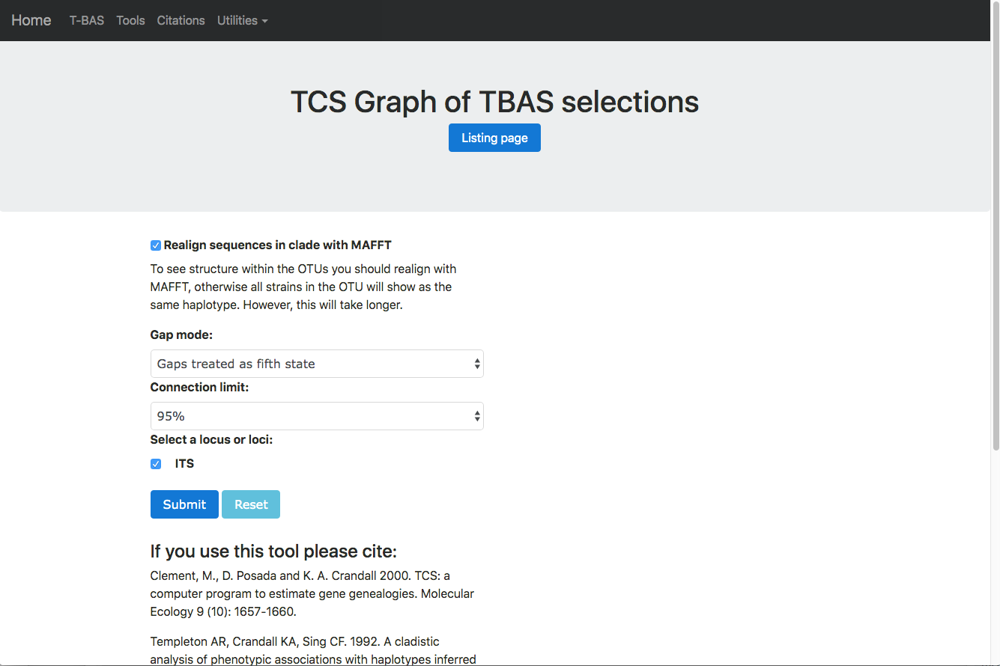 Home T-BAS Tools Citations Utilities
TCS Graph of TBAS selections
Listing page
Realign sequences in clade with MAFFT
To see structure within the OTUs you should realign with
MAFFT, otherwise all strains in the OTU will show as the
same haplotype. However, this will take longer.
Gap mode:
Gaps treated as fifth state
Connection limit:
95%
Select a locus or loci:
ITS
Submit Reset
If you use this tool please cite:
Clement, M., D. Posada and K. A. Crandall 2000. TCS: a
computer program to estimate gene genealogies. Molecular
Ecology 9 (10): 1657-1660.
Templeton AR, Crandall KA, Sing CF. 1992. A cladistic
analysis of phenotypic associations with haplotypes inferred